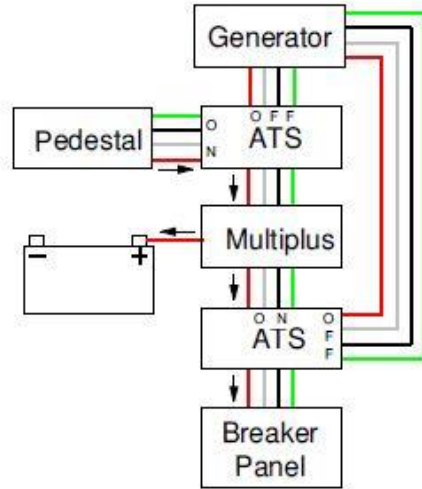 Generator
O F F
Pedestal
O
N
ATS
Multiplus
- +
O N
O
F
F
ATS
Breaker
Panel